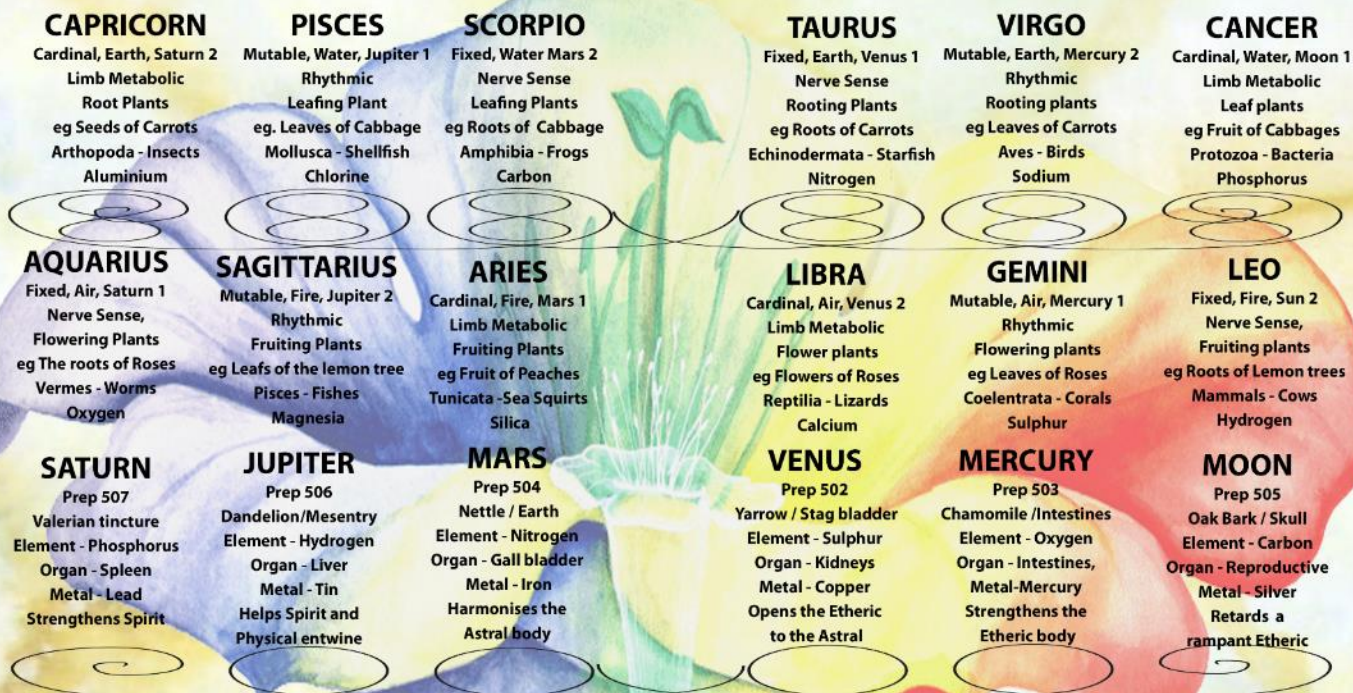 CAPRICORN
Cardinal, Earth, Saturn 2
Limb Metabolic
Root Plants
eg Seeds of Carrots
Arthopoda - Insects
Aluminium
PISCES
Mutable, Water, Jupiter 1
Rhythmic
Leafing Plant
eg. Leaves of Cabbage
Mollusca - Shellfish
Chlorine
SCORPIO
Fixed, Water Mars 2
Nerve Sense
Leafing Plants
eg Roots of Cabbage
Amphibia - Frogs
Carbon
TAURUS
Fixed, Earth, Venus 1
Nerve Sense
Rooting Plants
eg Roots of Carrots
Echinodermata - Starfish
Nitrogen
VIRGO
Mutable, Earth, Mercury 2
Rhythmic
Rooting plants
eg Leaves of Carrots
Aves - Birds
Sodium
CANCER
Cardinal, Water, Moon 1
Limb Metabolic
Leaf plants
eg Fruit of Cabbages
Protozoa - Bacteria
Phosphorus
AQUARIUS
Fixed, Air, Saturn 1
Nerve Sense,
Flowering Plants
eg The roots of Roses
Vermes - Worms
Oxygen
SAGITTARIUS
Mutable, Fire, Jupiter 2
Rhythmic
Fruiting Plants
eg Leafs of the lemon tree
Pisces - Fishes
Magnesia
ARIES
Cardinal, Fire, Mars 1
Limb Metabolic
Fruiting Plants
eg Fruit of Peaches
Tunicata -Sea Squirts
Silica
LIBRA
Cardinal, Air, Venus 2
Limb Metabolic
Flower plants
eg Flowers of Roses
Reptilia - Lizards
Calcium
GEMINI
Mutable, Air, Mercury 1
Rhythmic
Flowering plants
eg Leaves of Roses
Coelentrata - Corals
Sulphur
LEO
Fixed, Fire, Sun 2
Nerve Sense,
Fruiting plants
eg Roots of Lemon trees
Mammals - Cows
Hydrogen
SATURN
Prep 507
Valerian tincture
Element - Phosphorus
Organ - Spleen
Metal - Lead
Strengthens Spirit
JUPITER
Prep 506
Dandelion/Mesentry
Element - Hydrogen
Organ - Liver
Metal - Tin
Helps Spirit and
Physical entwine
MARS
Prep 504
Nettle / Earth
Element - Nitrogen
Organ - Gall bladder
Metal - Iron
Harmonises the
Astral body
VENUS
Prep 502
Yarrow / Stag bladder
Element - Sulphur
Organ - Kidneys
Metal - Copper
Opens the Etheric
to the Astral
MERCURY
Prep 503
Chamomile /Intestines
Element - Oxygen
Organ - Intestines,
Metal-Mercury
Strengthens the
Etheric body
MOON
Prep 505
Oak Bark / Skull
Element - Carbon
Organ - Reproductive
Metal - Silver
Retards a
rampant Etheric